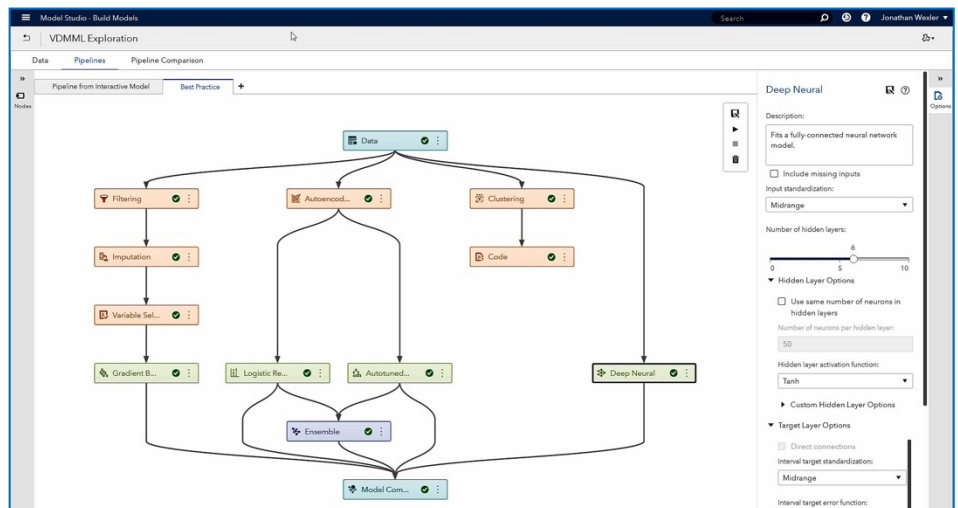 Model Studio - Build Models
Search
Jonathan Wexler
VDMML Exploration
Data
Pipelines
Pipeline Comparison
Nodes
Pipeline from Interactive Model
Best Practice
+
Data
Filtering
Autoencod...
Clustering
Imputation
Code
Variable Sel...
Gradient B...
Logistic Re...
Autotuned...
Deep Neural
Ensemble
Model Com...
Deep Neural
Options
Description:
Fits a fully-connected neural network
model.
Include missing inputs
Input standardization:
Midrange
Number of hidden layers:
6
0 5 10
Hidden Layer Options
Use same number of neurons in
hidden layers
Number of neurons per hidden layer:
50
Hidden layer activation function:
Tanh
Custom Hidden Layer Options
Target Layer Options
Direct connections
Interval target standardization:
Midrange
Interval target error function: